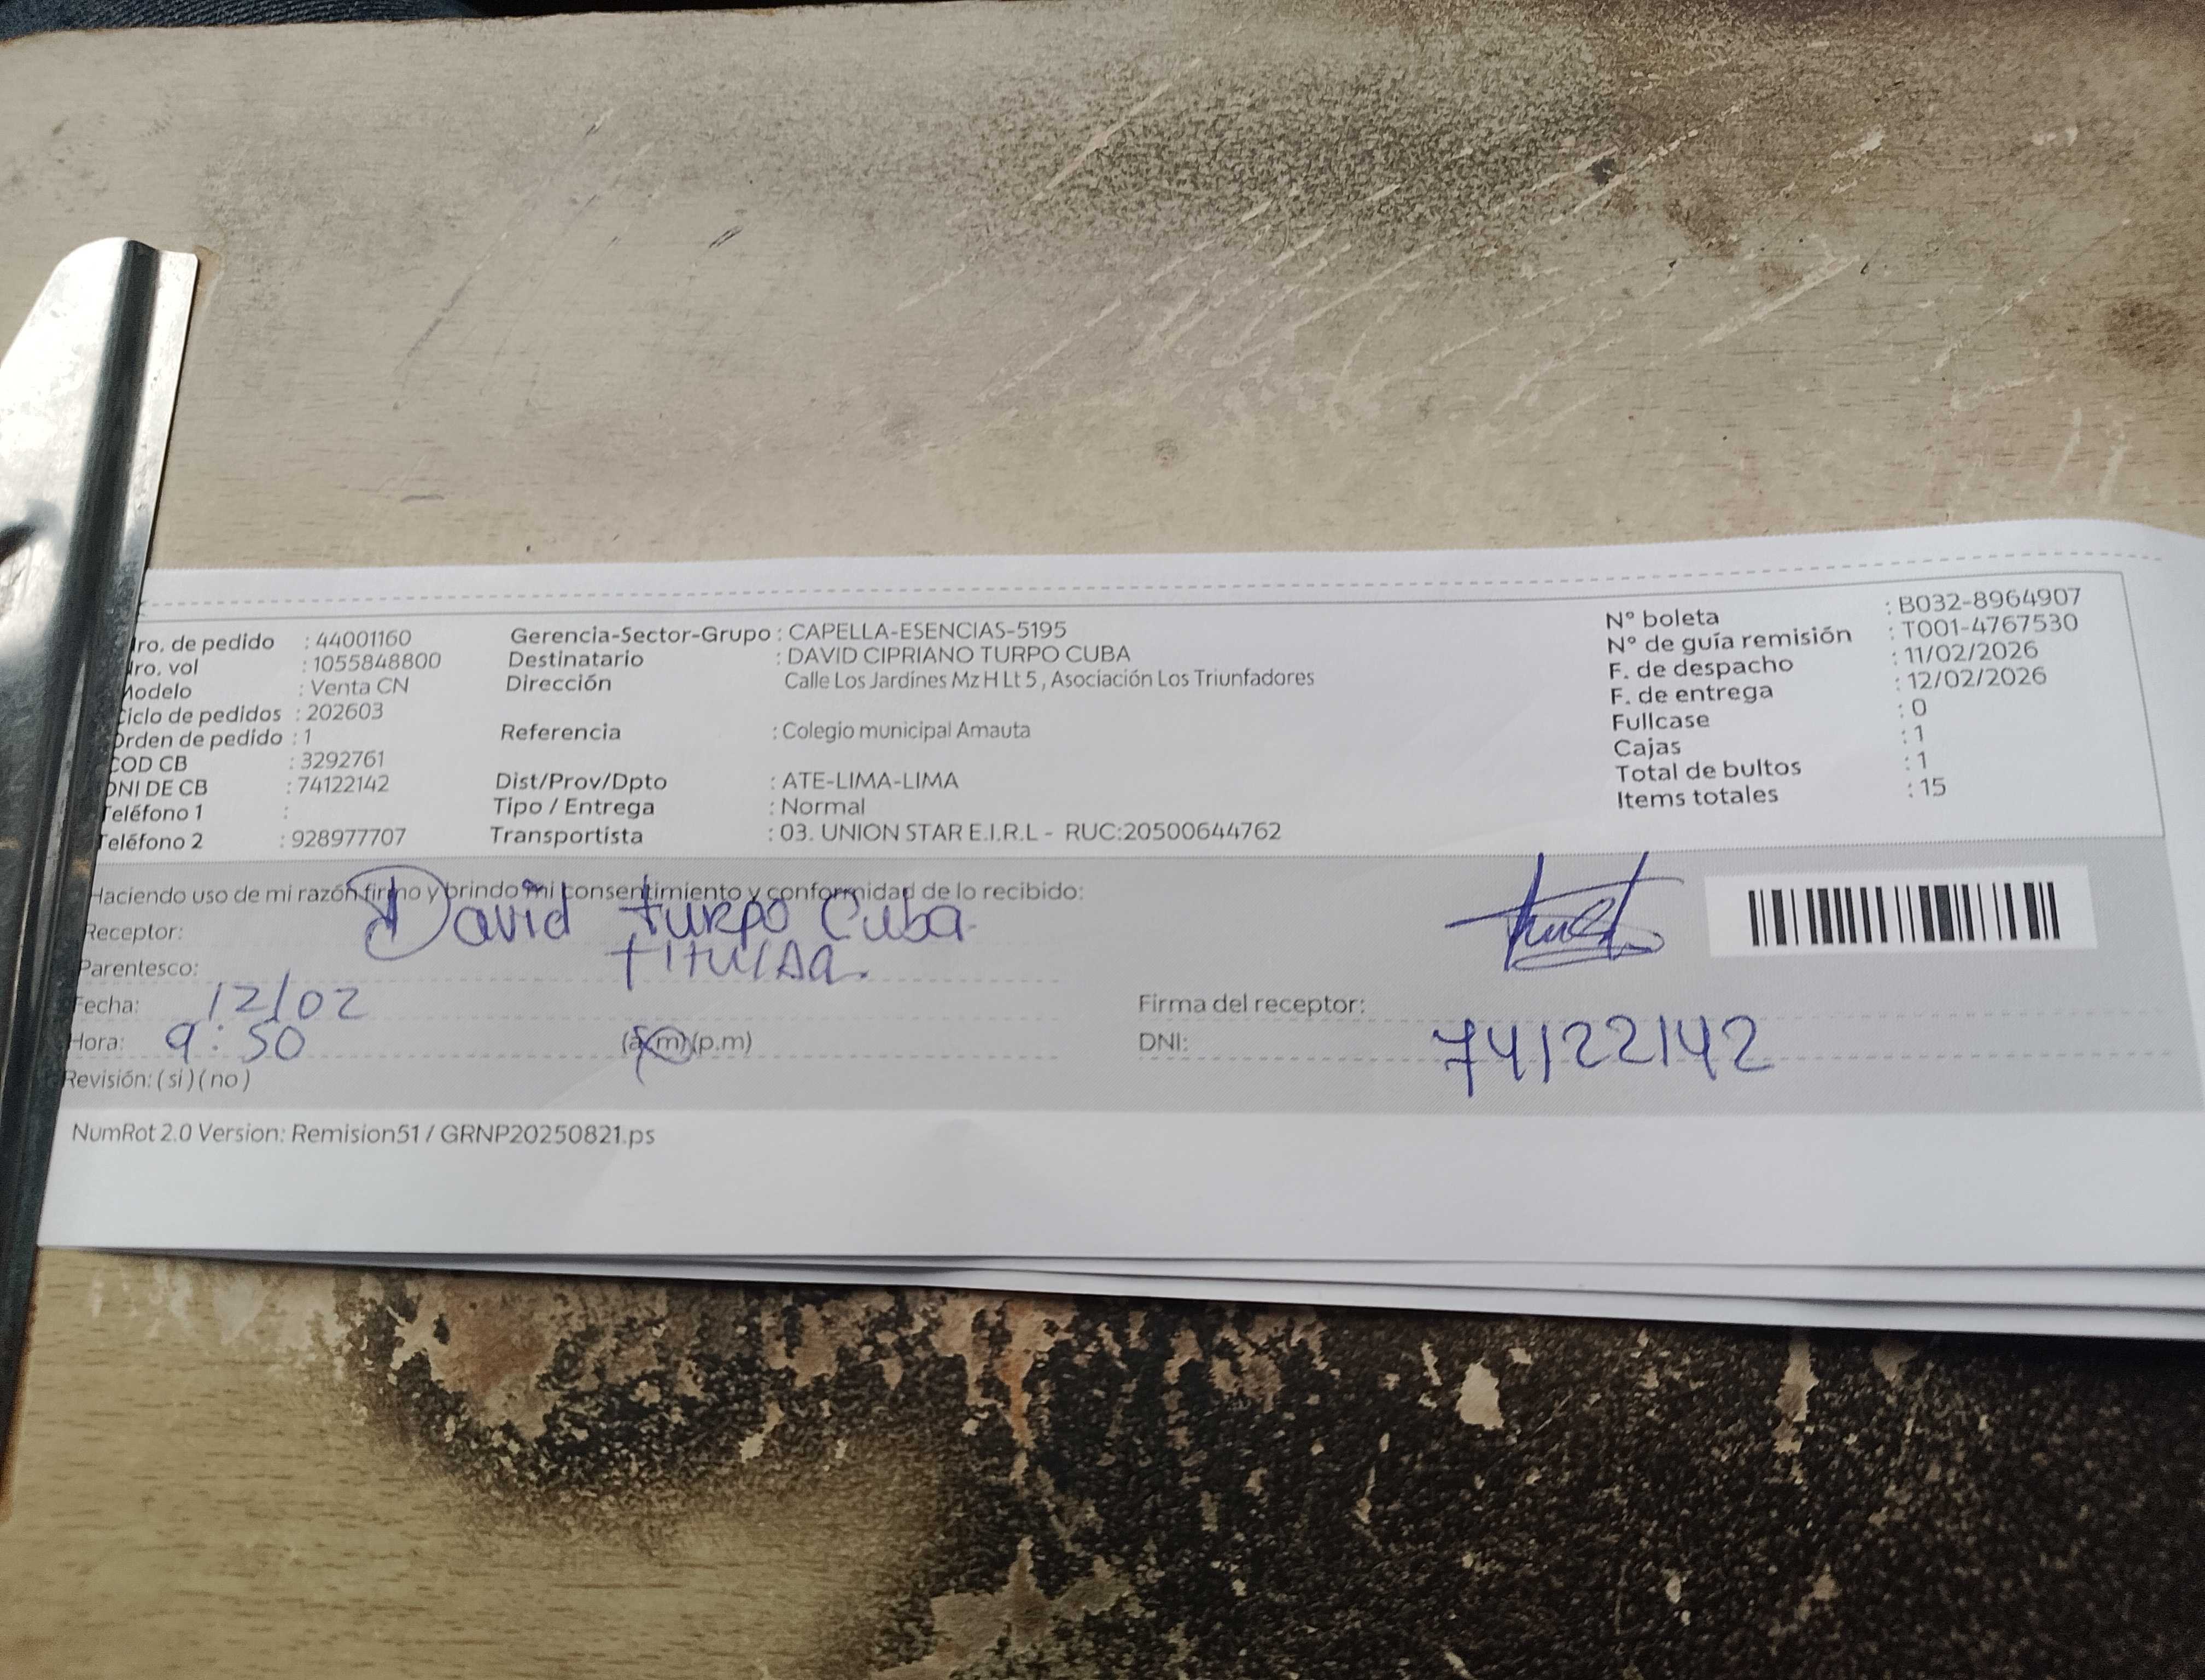 ro. de pedido : 44001160
ro. vol : 1055848800
Modelo : Venta CN
Ciclo de pedidos : 202603
Orden de pedido : 1
COD CB : 3292761
DNI DE CB : 74122142
Teléfono 1 :
Teléfono 2 : 928977707
Gerencia-Sector-Grupo : CAPELLA-ESENCIAS-5195
Destinatario : DAVID CIPRIANO TURPO CUBA
Dirección Calle Los Jardines Mz H Lt 5 , Asociación Los Triunfadores
Referencia : Colegio municipal Amauta
Dist/Prov/Dpto : ATE-LIMA-LIMA
Tipo / Entrega : Normal
Transportista : 03. UNION STAR E.I.R.L - RUC:20500644762
N° boleta : B032-8964907
N° de guía remisión : T001-4767530
F. de despacho : 11/02/2026
F. de entrega : 12/02/2026
Fullcase : 0
Cajas : 1
Total de bultos : 1
Items totales : 15
Haciendo uso de mi razón firmo y brindo mi consentimiento y conformidad de lo recibido:
Receptor: David Turpo Cuba
Parentesco: titular
Fecha: 12/02
Hora: 9:50 (a.m)(p.m)
Revisión: ( si ) ( no )
Firma del receptor:
DNI: 74122142
NumRot 2.0 Version: Remision51 / GRNP20250821.ps